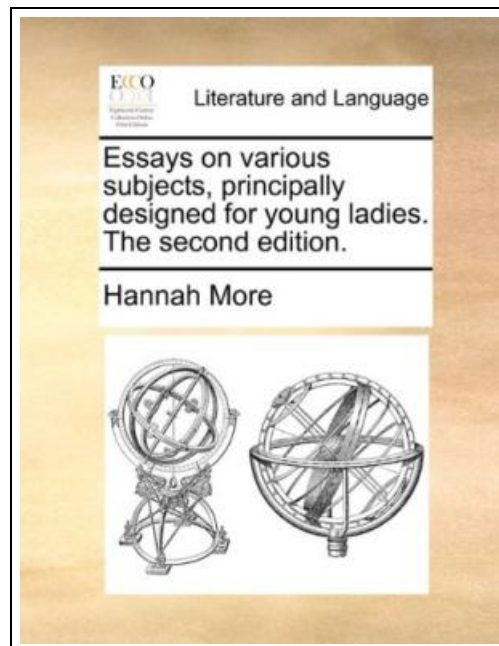 ECCO
Literature and Language
Essays on various
subjects, principally
designed for young ladies.
The second edition.
Hannah More